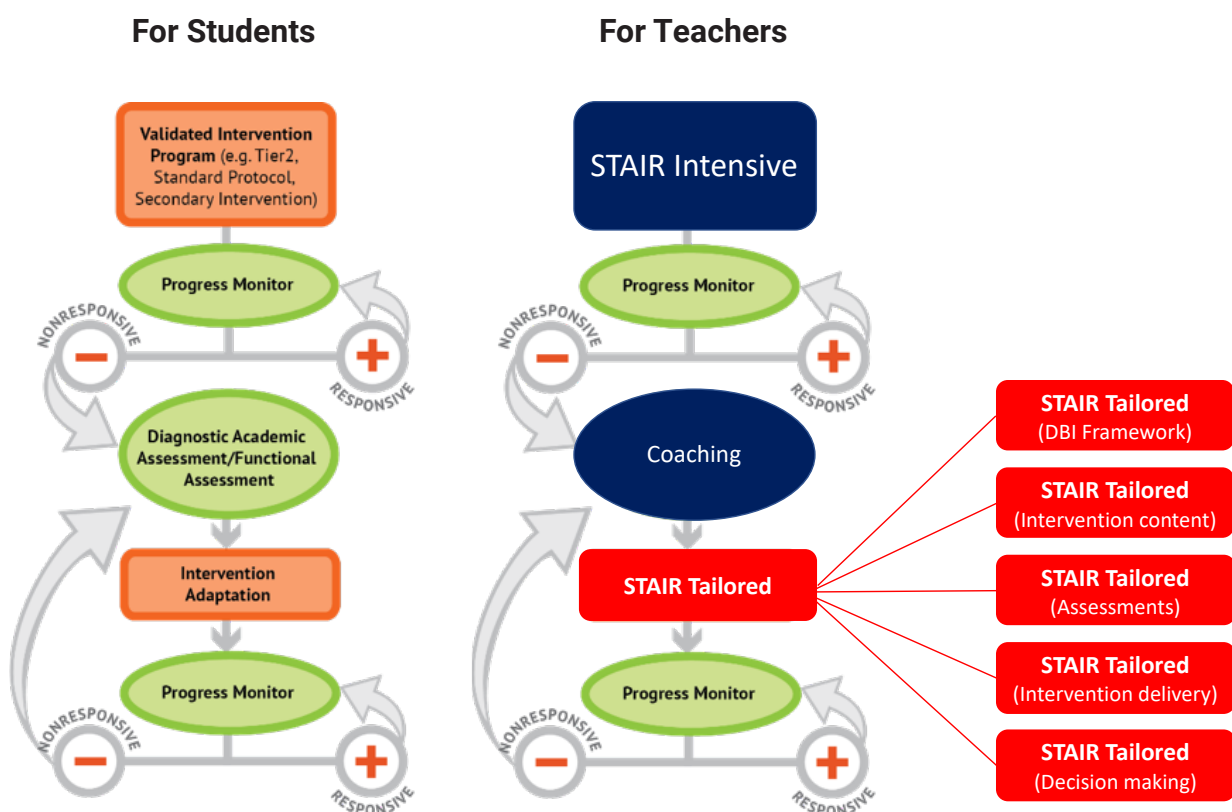 For Students
Validated Intervention
Program (e.g. Tier2,
Standard Protocol,
Secondary Intervention)
Progress Monitor
NONRESPONSIVE
RESPONSIVE
Diagnostic Academic
Assessment/Functional
Assessment
Intervention
Adaptation
Progress Monitor
NONRESPONSIVE
RESPONSIVE
For Teachers
STAIR Intensive
Progress Monitor
NONRESPONSIVE
RESPONSIVE
Coaching
STAIR Tailored
Progress Monitor
NONRESPONSIVE
RESPONSIVE
STAIR Tailored
(DBI Framework)
STAIR Tailored
(Intervention content)
STAIR Tailored
(Assessments)
STAIR Tailored
(Intervention delivery)
STAIR Tailored
(Decision making)